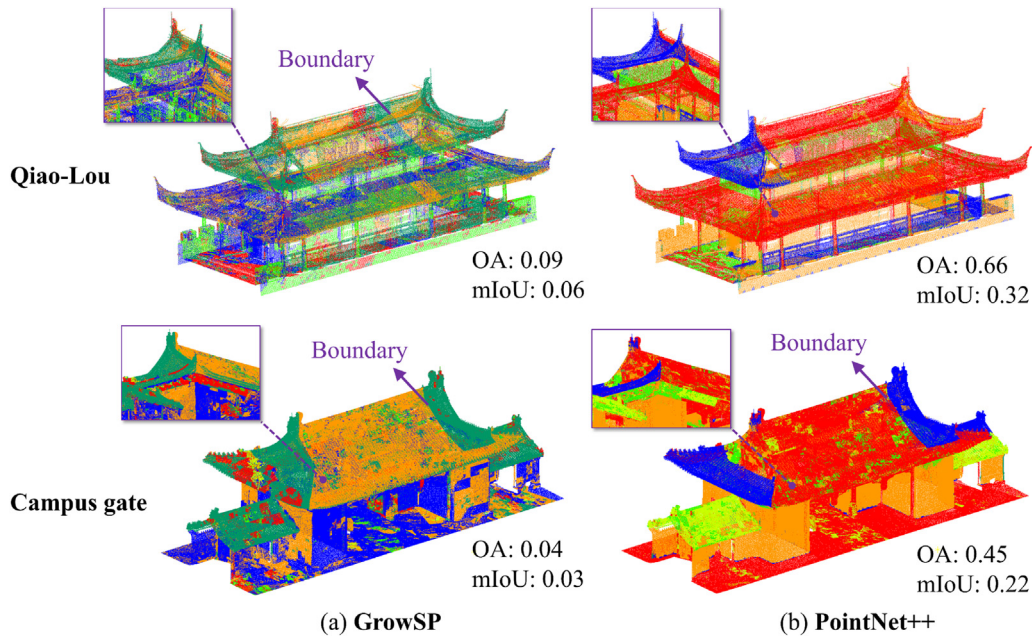 Boundary
Qiao-Lou
OA: 0.09
mIoU: 0.06
OA: 0.66
mIoU: 0.32
Boundary
Boundary
Campus gate
OA: 0.04
mIoU: 0.03
OA: 0.45
mIoU: 0.22
(a) GrowSP
(b) PointNet++